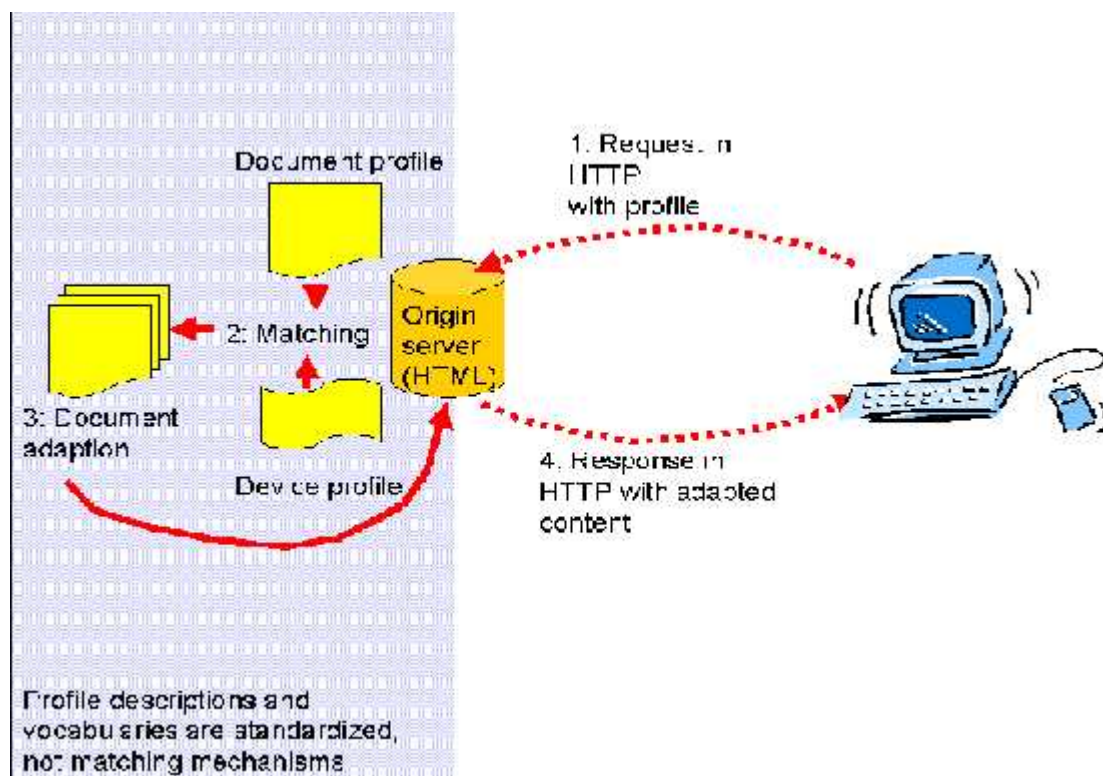 1. Request in
HTTP
with profile
Document profile
Origin
server
(HTML)
2: Matching
3: Document
adaption
Device profile
4. Response in
HTTP with adapted
content
Profile descriptions and
vocabularies are atandardized,
not matching mechanisms